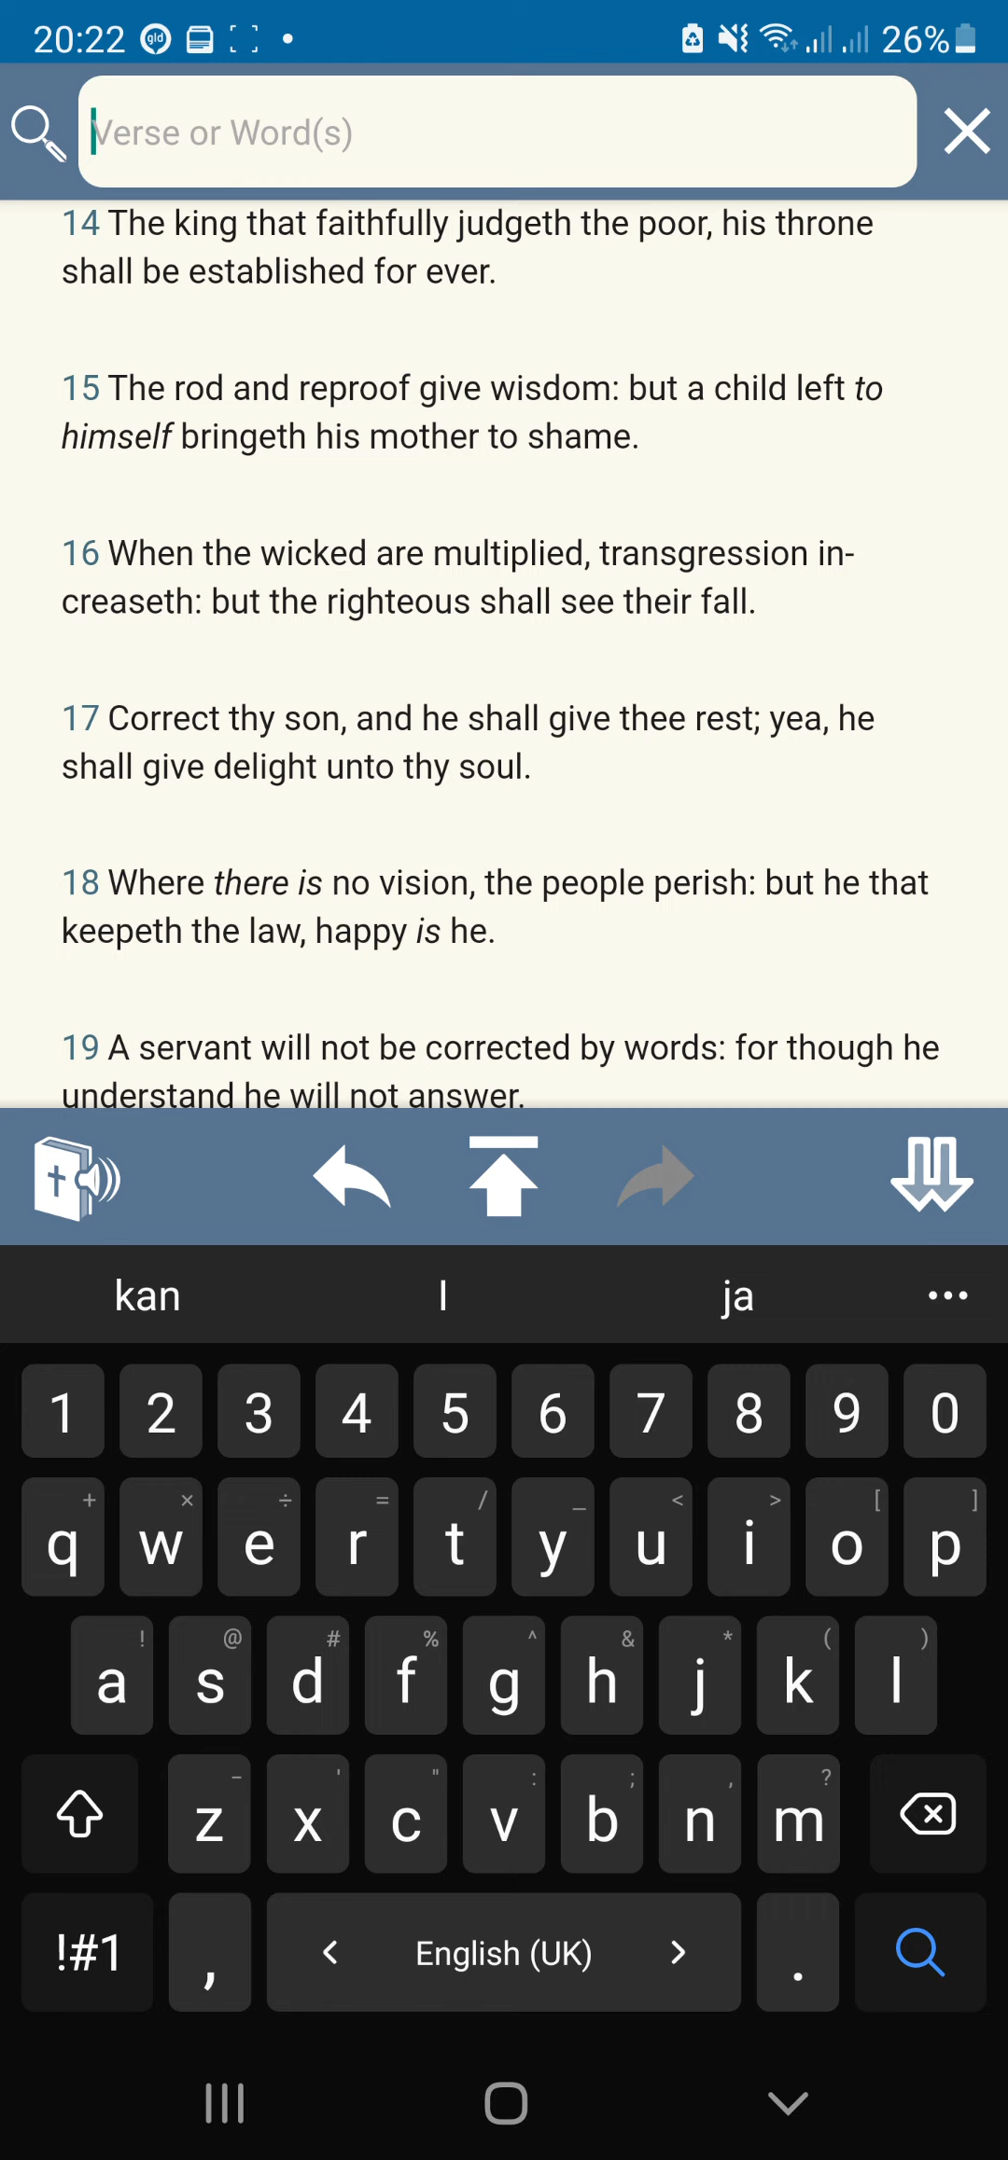 20:22 gld 26%
Verse or Word(s)
14 The king that faithfully judgeth the poor, his throne
shall be established for ever.
15 The rod and reproof give wisdom: but a child left to
himself bringeth his mother to shame.
16 When the wicked are multiplied, transgression in-
creaseth: but the righteous shall see their fall.
17 Correct thy son, and he shall give thee rest; yea, he
shall give delight unto thy soul.
18 Where there is no vision, the people perish: but he that
keepeth the law, happy is he.
19 A servant will not be corrected by words: for though he
understand he will not answer.
kan I ja •••
1 2 3 4 5 6 7 8 9 0
+ × ÷ = / _ < > [ ]
q w e r t y u i o p
! @ # % ^ & * ( )
a s d f g h j k l
- ' " : ; , ?
z x c v b n m
!#1 , < English (UK) > .